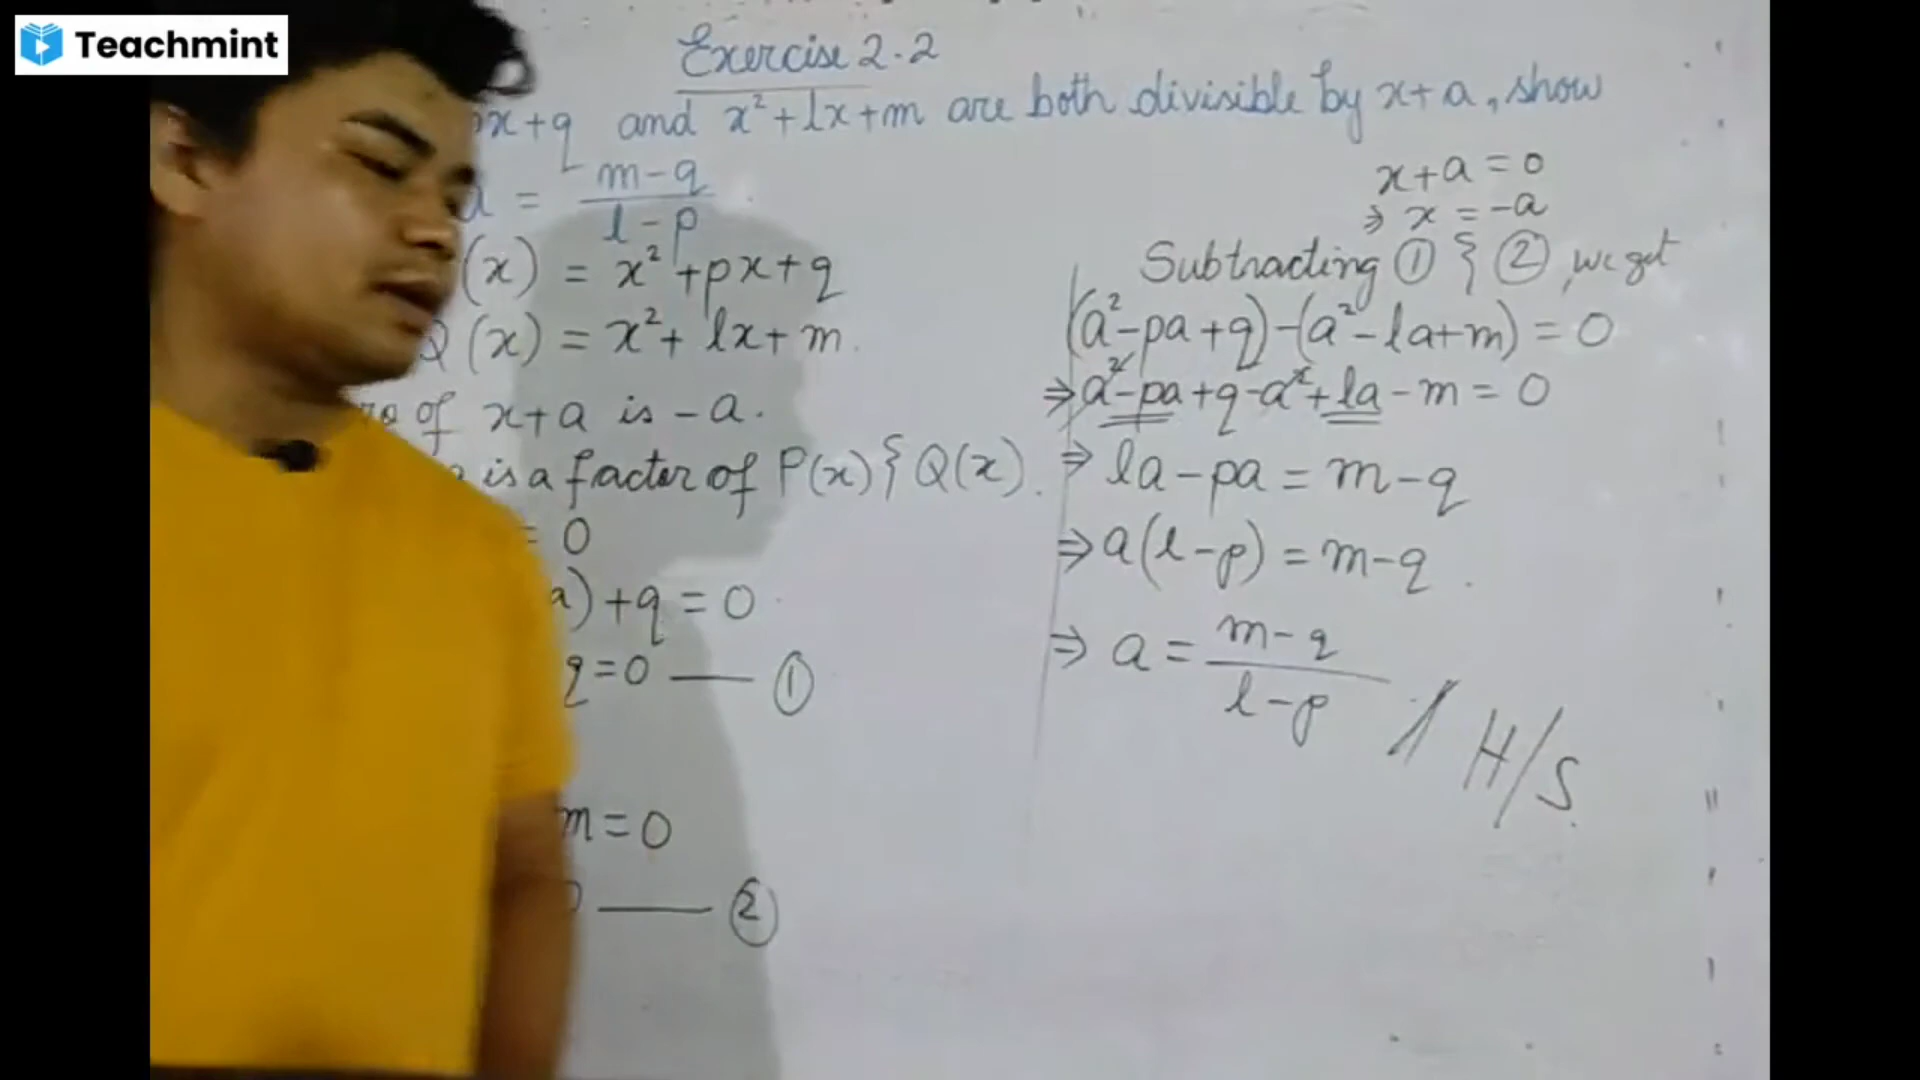 Teachmint
Exercise 2.2
px+q and x²+lx+m are both divisible by x+a, show
a = m-q / l-p
(x) = x²+px+q
Q(x) = x²+lx+m
of x+a is -a.
is a factor of P(x) } Q(x).
= 0
a)+q=0
q=0 —— ①
m=0
—— ②
x+a=0
⇒ x=-a
Subtracting ① } ②, we get
(a²-pa+q)-(a²-la+m)=0
⇒ a²-pa+q-a²+la-m=0
⇒ la-pa=m-q
⇒ a(l-p)=m-q.
⇒ a = m-q / l-p
H/S.